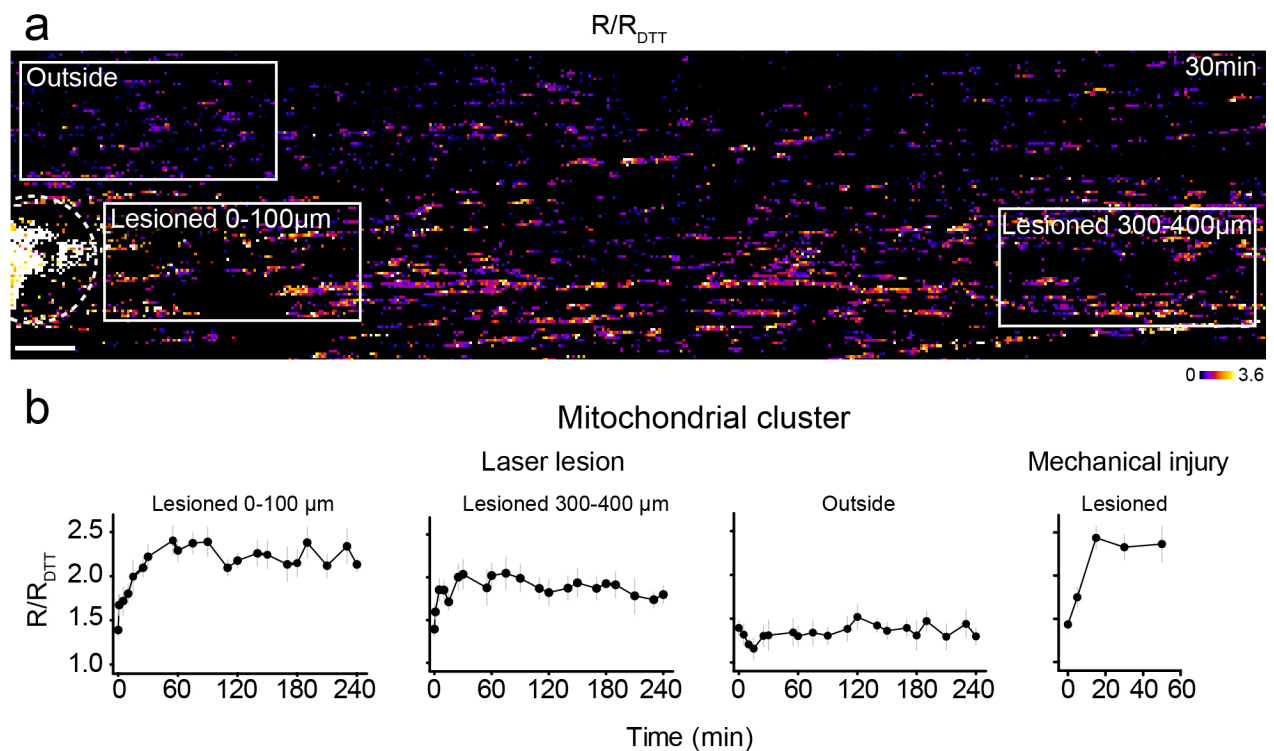 a
R/R_DTT
Outside
30min
Lesioned 0-100µm
Lesioned 300-400µm
0 3.6
b
Mitochondrial cluster
Laser lesion
Mechanical injury
Lesioned 0-100 µm
Lesioned 300-400 µm
Outside
Lesioned
R/R_DTT
2.5
2.0
1.5
1.0
0 60 120 180 240
0 60 120 180 240
0 60 120 180 240
0 20 40 60
Time (min)